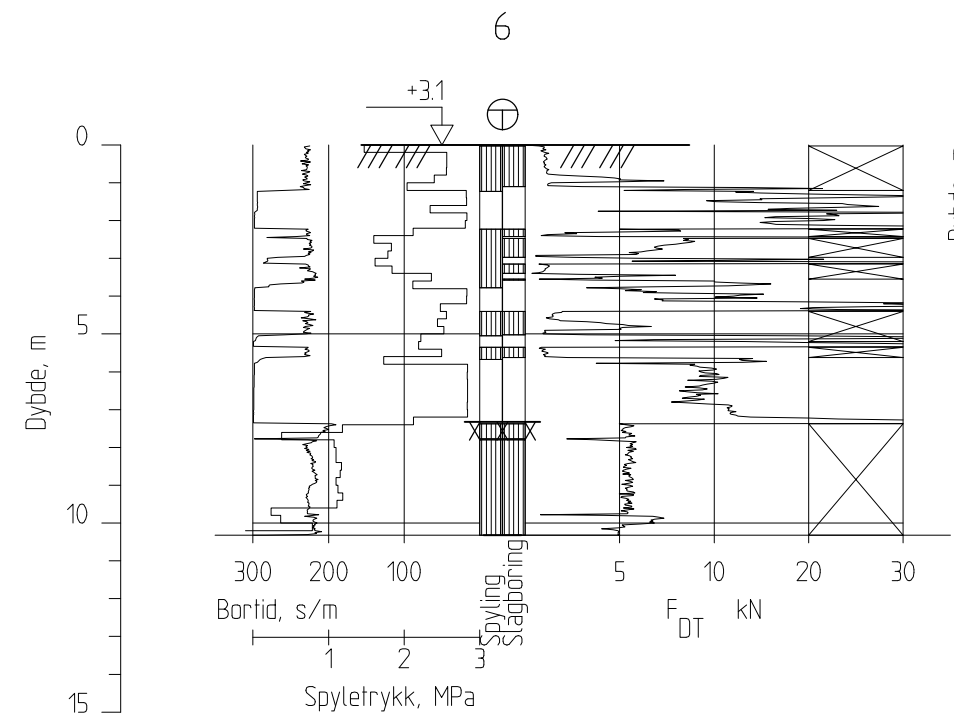 6
+3.1
0
5
10
15
Dybde, m
300 200 100
Bortid, s/m
1 2 3
Spyletrykk, MPa
Spyling
Slagboring
5 10 20 30
FDT kN